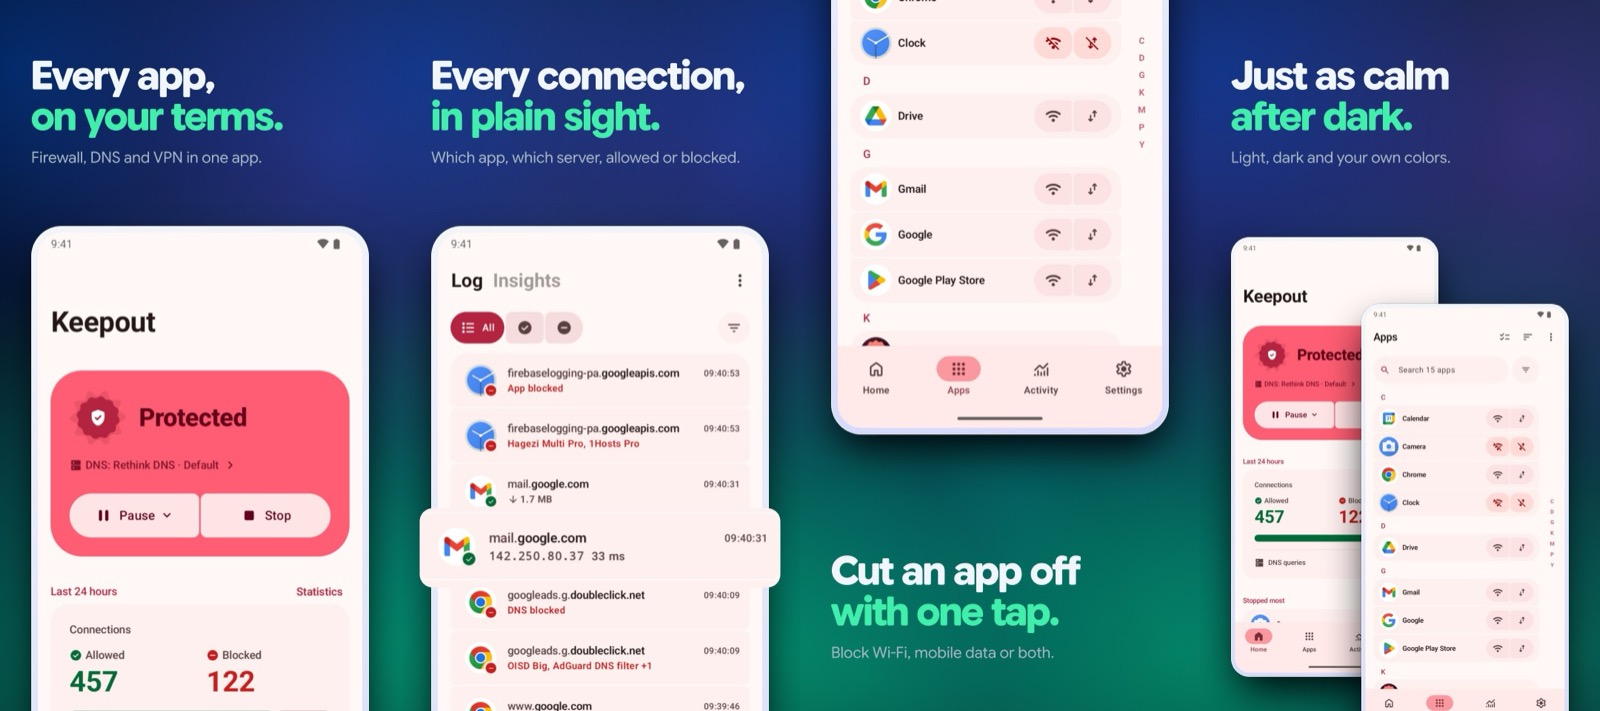 Every app,
on your terms.
Firewall, DNS and VPN in one app.
9:41
Keepout
Protected
DNS: Rethink DNS · Default
Pause
Stop
Last 24 hours
Statistics
Connections
Allowed
Blocked
457
122
Every connection,
in plain sight.
Which app, which server, allowed or blocked.
9:41
Log Insights
All
firebaselogging-pa.googleapis.com
09:40:53
App blocked
firebaselogging-pa.googleapis.com
09:40:53
Hagezi Multi Pro, 1Hosts Pro
mail.google.com
09:40:31
↓ 1.7 MB
mail.google.com
09:40:31
142.250.80.37 33 ms
googleads.g.doubleclick.net
09:40:09
DNS blocked
googleads.g.doubleclick.net
09:40:09
OISD Big, AdGuard DNS filter +1
www.google.com
09:39:46
Chrome
Clock
D
Drive
G
Gmail
Google
Google Play Store
K
C
D
G
K
M
P
Y
Home
Apps
Activity
Settings
Cut an app off
with one tap.
Block Wi-Fi, mobile data or both.
Just as calm
after dark.
Light, dark and your own colors.
9:41
Keepout
Protected
DNS: Rethink DNS · Default
Pause
Last 24 hours
Connections
Allowed
457
DNS queries
Stopped most
Home
Apps
9:41
Apps
Search 15 apps
C
Calendar
Camera
Chrome
Clock
D
Drive
G
Gmail
Google
Google Play Store
K
C
D
G
K
M
P
Y